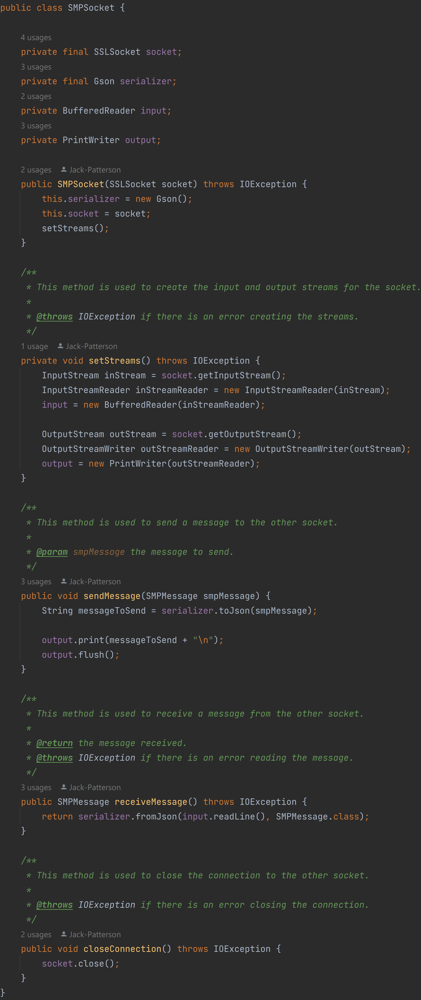 public class SMPSocket {
4 usages
private final SSLSocket socket;
3 usages
private final Gson serializer;
2 usages
private BufferedReader input;
3 usages
private PrintWriter output;
2 usages Jack-Patterson
public SMPSocket(SSLSocket socket) throws IOException {
this.serializer = new Gson();
this.socket = socket;
setStreams();
}
/**
* This method is used to create the input and output streams for the socket.
*
* @throws IOException if there is an error creating the streams.
*/
1 usage Jack-Patterson
private void setStreams() throws IOException {
InputStream inStream = socket.getInputStream();
InputStreamReader inStreamReader = new InputStreamReader(inStream);
input = new BufferedReader(inStreamReader);
OutputStream outStream = socket.getOutputStream();
OutputStreamWriter outStreamReader = new OutputStreamWriter(outStream);
output = new PrintWriter(outStreamReader);
}
/**
* This method is used to send a message to the other socket.
*
* @param smpMessage the message to send.
*/
3 usages Jack-Patterson
public void sendMessage(SMPMessage smpMessage) {
String messageToSend = serializer.toJson(smpMessage);
output.print(messageToSend + "\n");
output.flush();
}
/**
* This method is used to receive a message from the other socket.
*
* @return the message received.
* @throws IOException if there is an error reading the message.
*/
3 usages Jack-Patterson
public SMPMessage receiveMessage() throws IOException {
return serializer.fromJson(input.readLine(), SMPMessage.class);
}
/**
* This method is used to close the connection to the other socket.
*
* @throws IOException if there is an error closing the connection.
*/
2 usages Jack-Patterson
public void closeConnection() throws IOException {
socket.close();
}
}